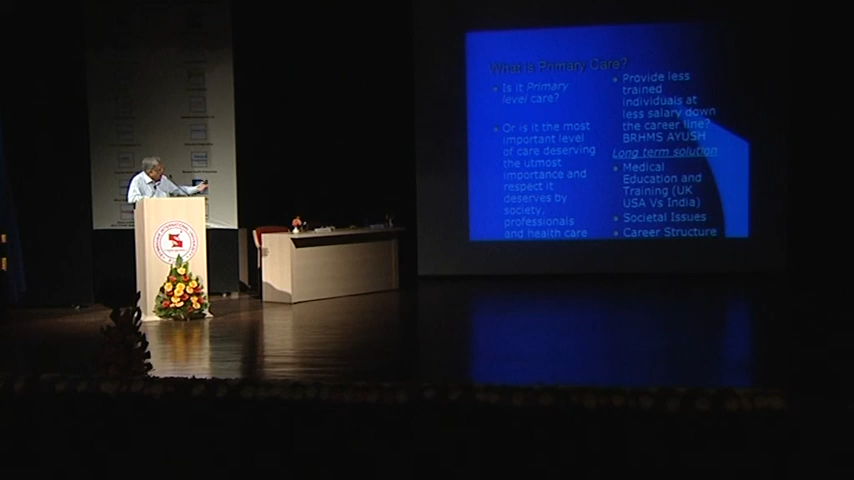 What is Primary Care?
Is it Primary
level care?
Or is it the most
important level
of care deserving
the utmost
importance and
respect it
deserves by
society,
professionals
and health care
Provide less
trained
individuals at
less salary down
the career line?
BRHMS AYUSH
Long term solution
Medical
Education and
Training (UK
USA Vs India)
Societal Issues
Career Structure